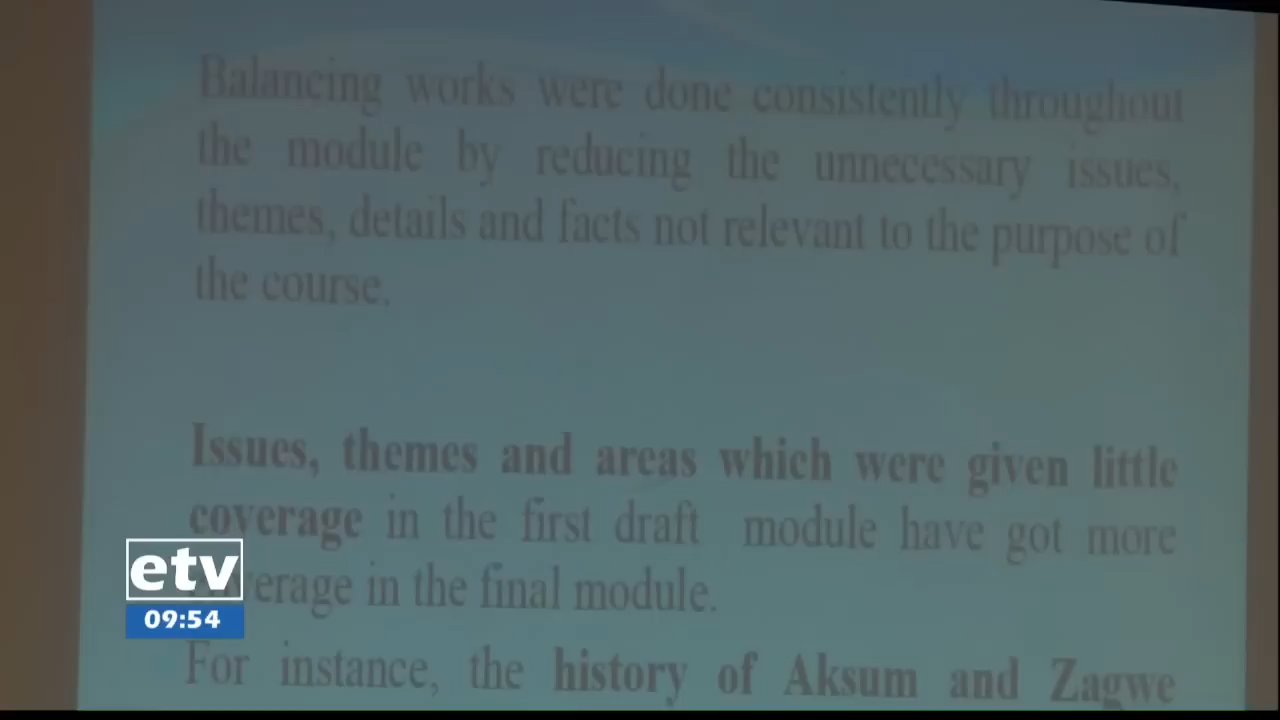 Balancing works were done consistently throughout
the module by reducing the unnecessary issues,
themes, details and facts not relevant to the purpose of
the course.
Issues, themes and areas which were given little
coverage in the first draft module have got more
verage in the final module.
For instance, the history of Aksum and Zagwe
etv
09:54